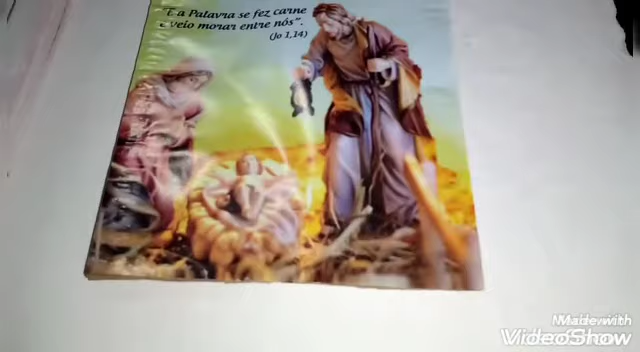 "E a Palavra se fez carne
e veio morar entre nós".
(Jo 1,14)
Made with
VideoShow